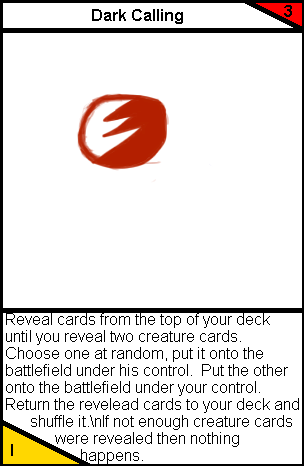 Dark Calling
3
Reveal cards from the top of your deck
until you reveal two creature cards.
Choose one at random, put it onto the
battlefield under his control.  Put the other
onto the battlefield under your control.
Return the revelead cards to your deck and
shuffle it.\nIf not enough creature cards
were revealed then nothing
happens.
I